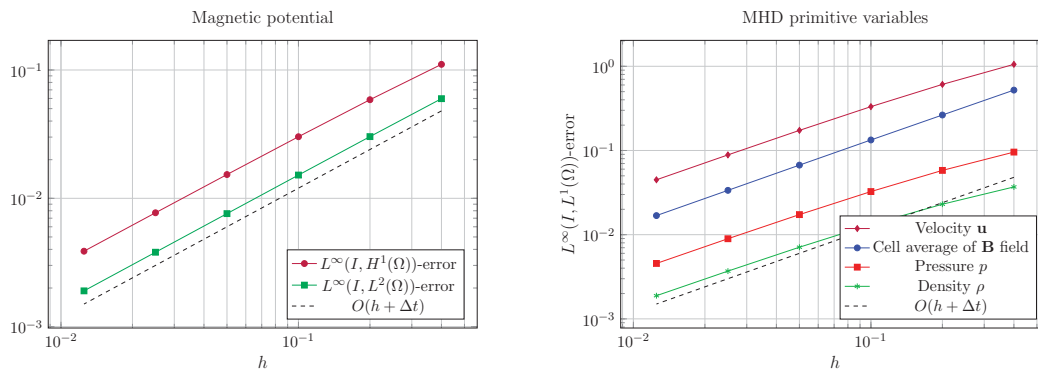 Magnetic potential
10^{-1}
10^{-2}
10^{-3}
10^{-2}
10^{-1}
h
L^∞(I, H^1(Ω))-error
L^∞(I, L^2(Ω))-error
O(h + Δt)
MHD primitive variables
L^∞(I, L^1(Ω))-error
10^0
10^{-1}
10^{-2}
10^{-3}
10^{-2}
10^{-1}
h
Velocity u
Cell average of B field
Pressure p
Density ρ
O(h + Δt)